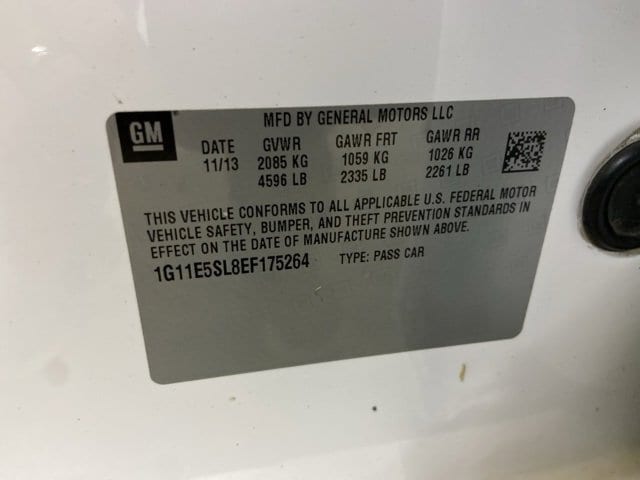 MFD BY GENERAL MOTORS LLC
GM
DATE GVWR GAWR FRT GAWR RR
11/13 2085 KG 1059 KG 1026 KG
4596 LB 2335 LB 2261 LB
THIS VEHICLE CONFORMS TO ALL APPLICABLE U.S. FEDERAL MOTOR
VEHICLE SAFETY, BUMPER, AND THEFT PREVENTION STANDARDS IN
EFFECT ON THE DATE OF MANUFACTURE SHOWN ABOVE.
1G11E5SL8EF175264 TYPE: PASS CAR